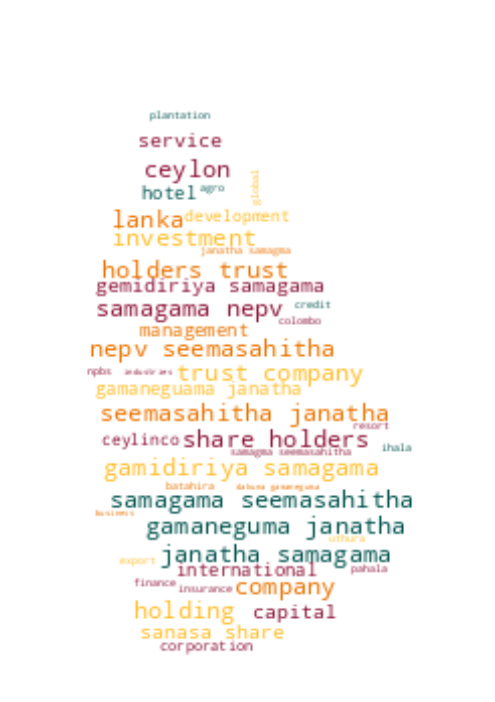 plantation
service
ceylon
hotel agro global
lanka development
investment
janatha samagma
holders trust
gemidiriya samagama
samagama nepv credit
colombo
management
nepv seemasahitha
npbs industries trust company
gamaneguama janatha
seemasahitha janatha
resort
ceylinco share holders
ihala
samagma seemasahitha
gamidiriya samagama
batahira dakuna gamaneguma
samagama seemasahitha
business
gamaneguma janatha
uthura
janatha samagama
export
international pahala
finance insurance company
holding capital
sanasa share
corporation